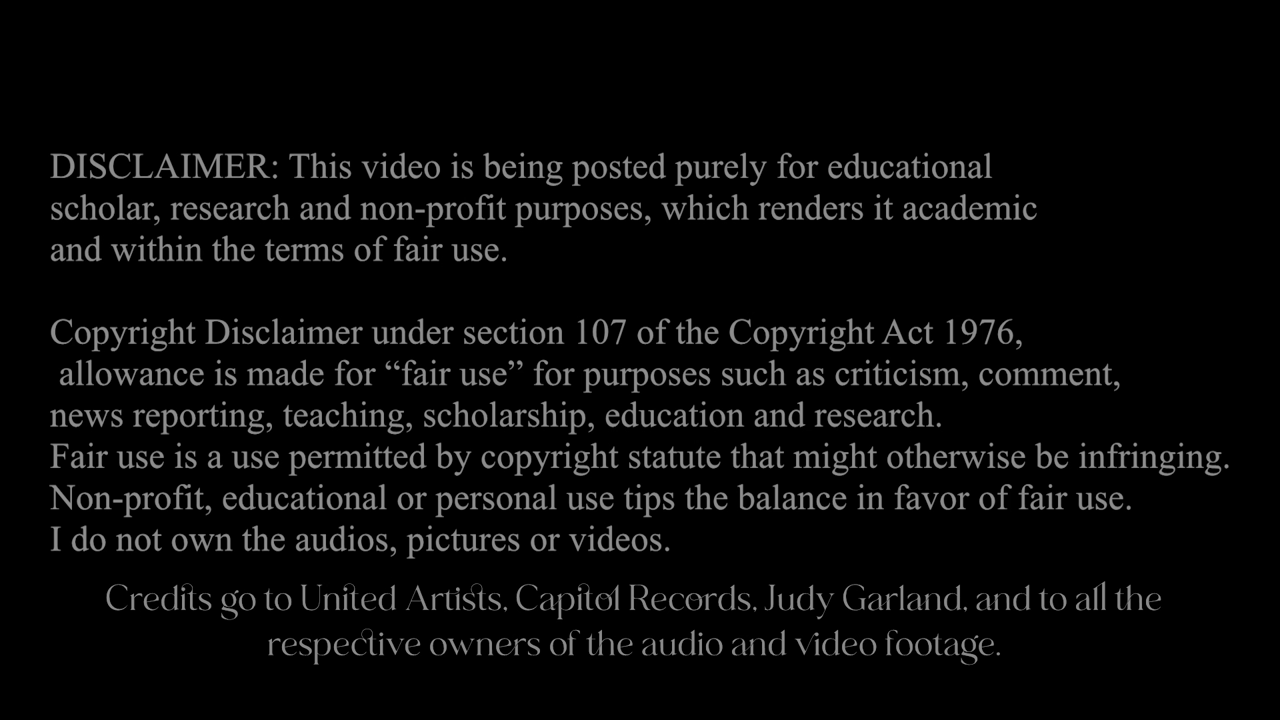 DISCLAIMER: This video is being posted purely for educational
scholar, research and non-profit purposes, which renders it academic
and within the terms of fair use.
Copyright Disclaimer under section 107 of the Copyright Act 1976,
allowance is made for “fair use” for purposes such as criticism, comment,
news reporting, teaching, scholarship, education and research.
Fair use is a use permitted by copyright statute that might otherwise be infringing.
Non-profit, educational or personal use tips the balance in favor of fair use.
I do not own the audios, pictures or videos.
Credits go to United Artists, Capitol Records, Judy Garland, and to all the
respective owners of the audio and video footage.